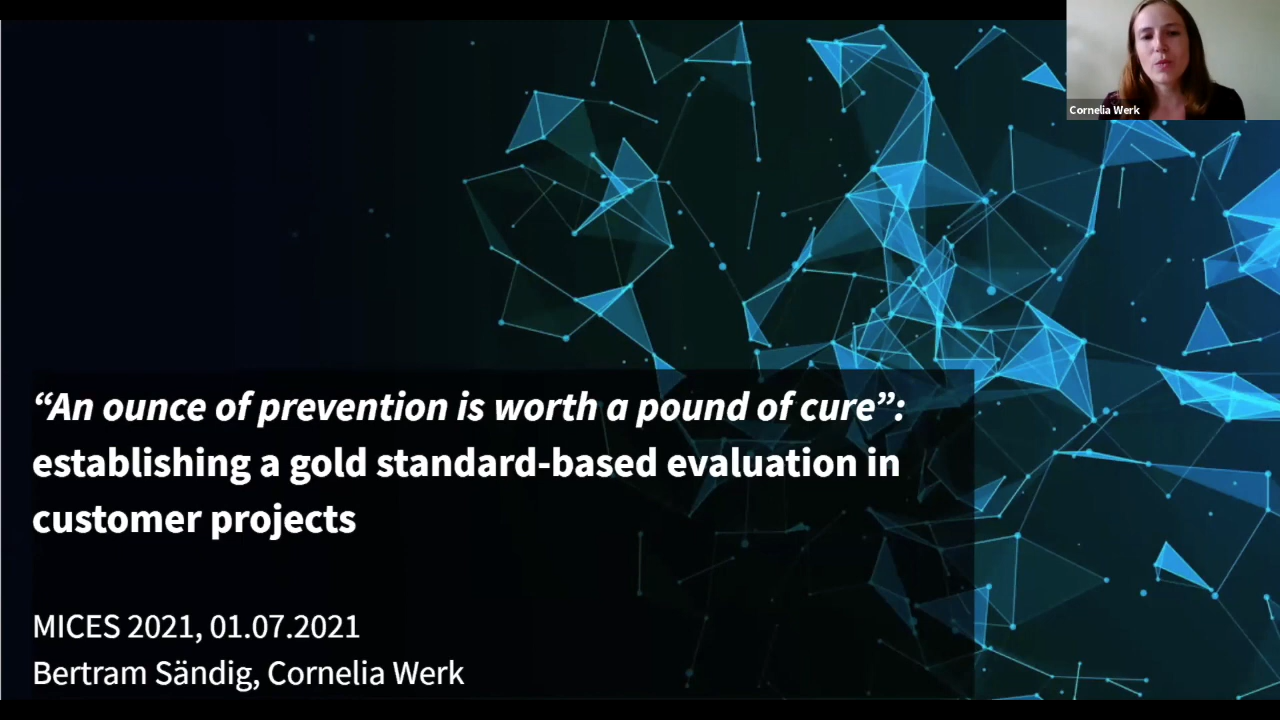 Cornelia Werk
“An ounce of prevention is worth a pound of cure”:
establishing a gold standard-based evaluation in
customer projects
MICES 2021, 01.07.2021
Bertram Sändig, Cornelia Werk